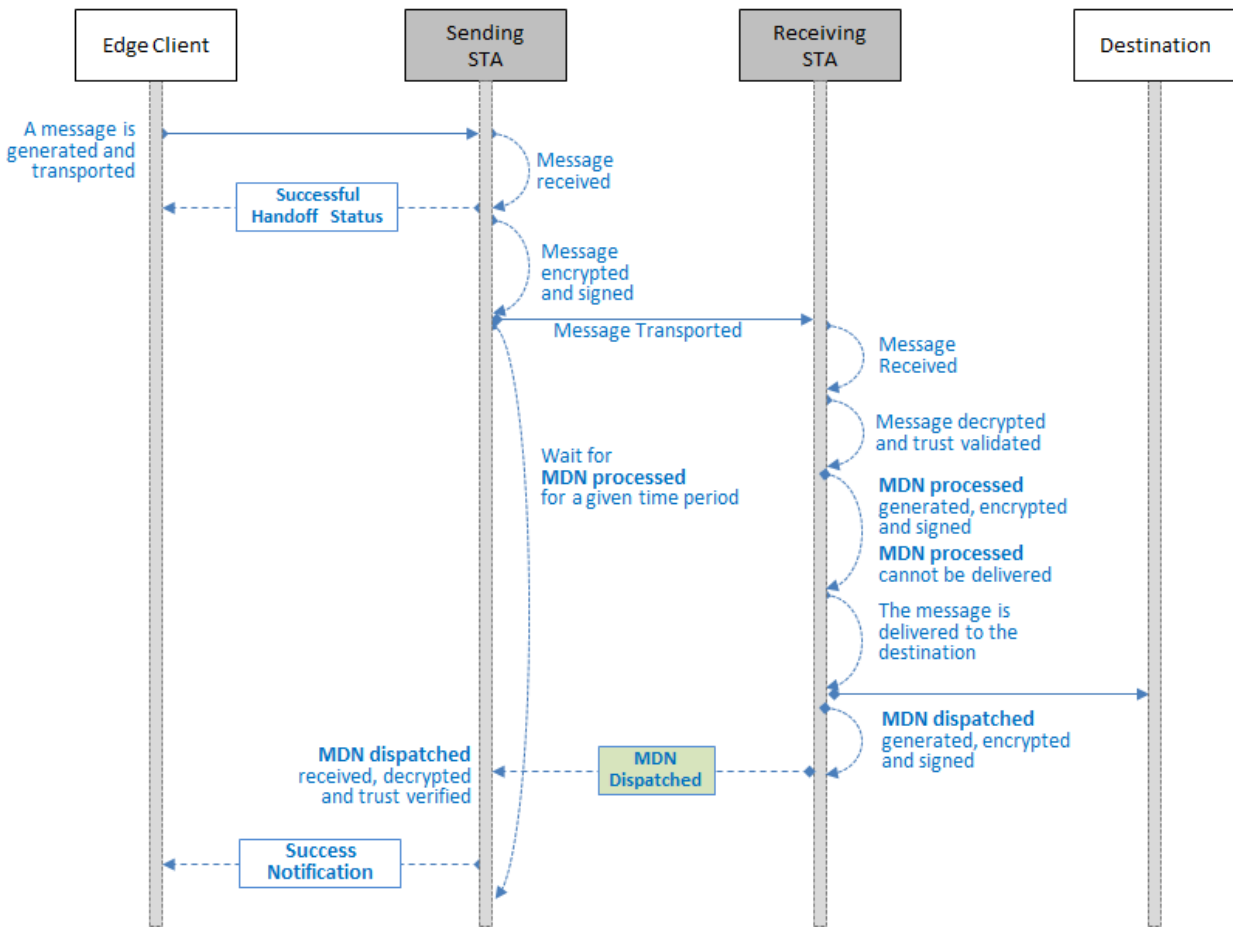 Edge Client
Sending
STA
Receiving
STA
Destination
A message is
generated and
transported
Message
received
Successful
Handoff Status
Message
encrypted
and signed
Message Transported
Message
Received
Message decrypted
and trust validated
Wait for
MDN processed
for a given time period
MDN processed
generated, encrypted
and signed
MDN processed
cannot be delivered
The message is
delivered to the
destination
MDN dispatched
generated, encrypted
and signed
MDN
Dispatched
MDN dispatched
received, decrypted
and trust verified
Success
Notification